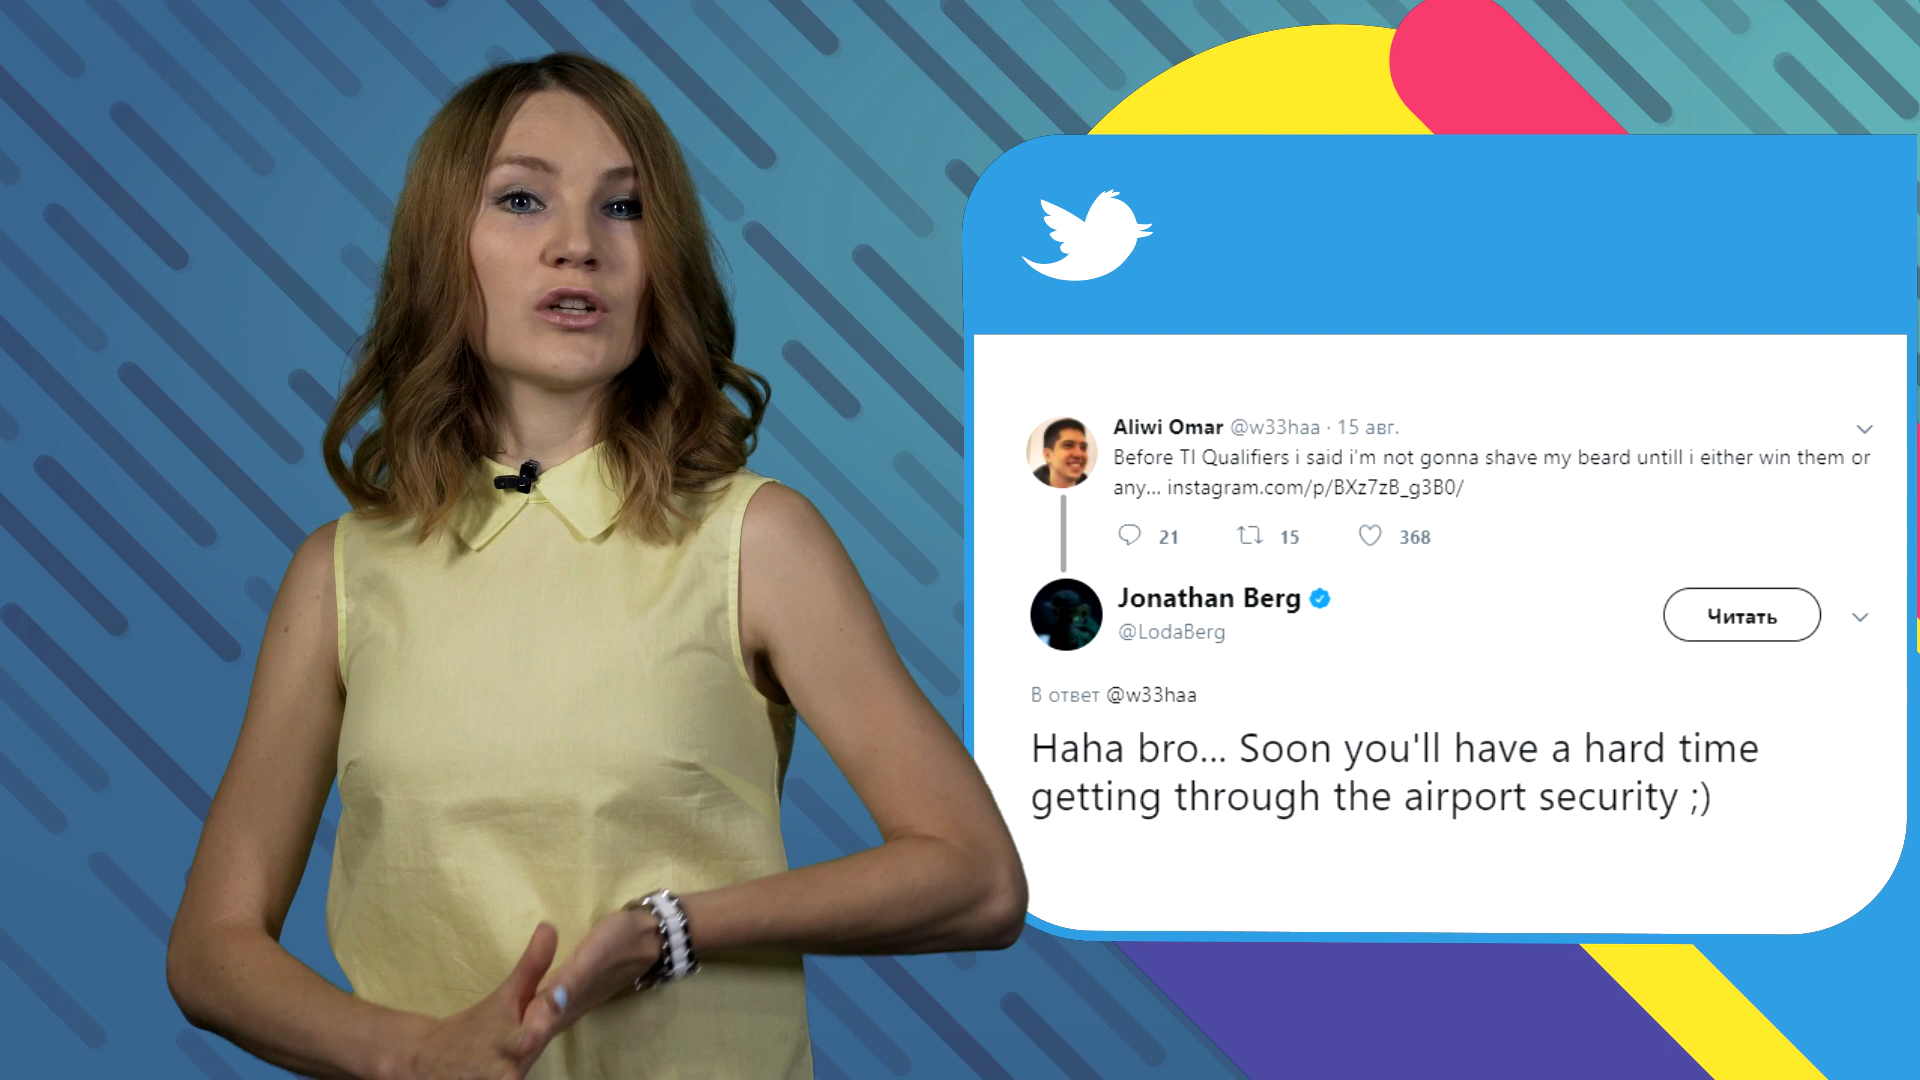 Aliwi Omar @w33haa · 15 авг.
Before TI Qualifiers i said i'm not gonna shave my beard untill i either win them or
any... instagram.com/p/BXz7zB_g3B0/
21 15 368
Jonathan Berg
@LodaBerg
Читать
В ответ @w33haa
Haha bro... Soon you'll have a hard time
getting through the airport security ;)